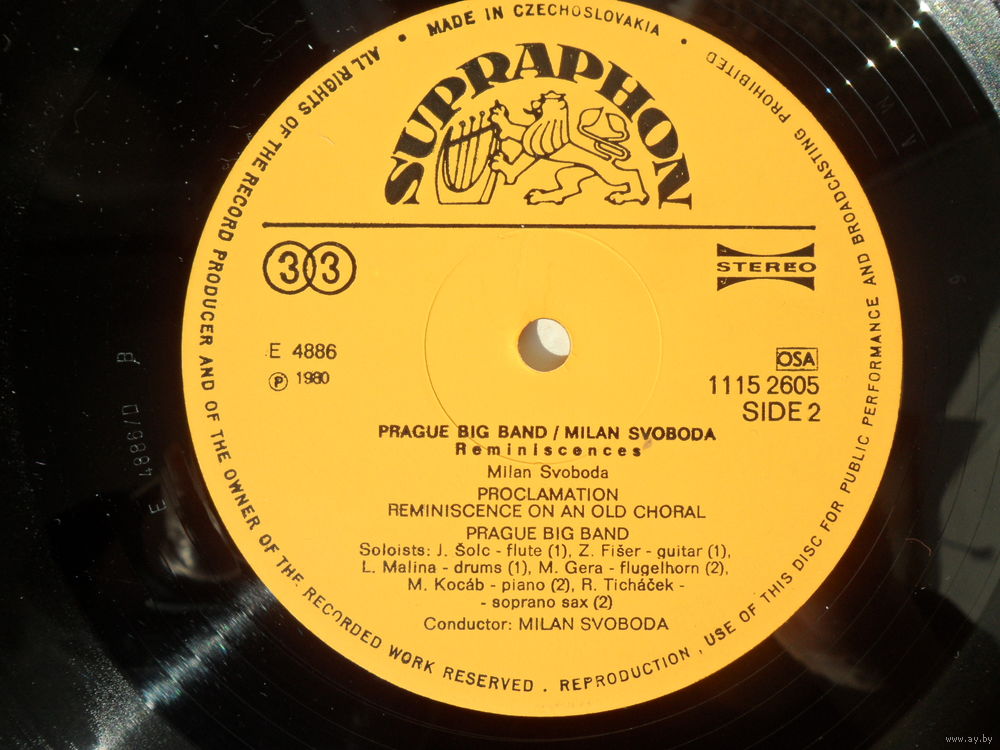 MADE IN CZECHOSLOVAKIA
ALL RIGHTS OF THE RECORD PRODUCER AND OF THE OWNER OF THE RECORDED WORK RESERVED . REPRODUCTION , USE OF THIS DISC FOR PUBLIC PERFORMANCE AND BROADCASTING PROHIBITED
SUPRAPHON
33
STEREO
E 4886
Ⓟ 1980
OSA
1115 2605
SIDE 2
PRAGUE BIG BAND / MILAN SVOBODA
Reminiscences
Milan Svoboda
PROCLAMATION
REMINISCENCE ON AN OLD CHORAL
PRAGUE BIG BAND
Soloists: J. Šolc - flute (1), Z. Fišer - guitar (1),
L. Malina - drums (1), M. Gera - flugelhorn (2),
M. Kocáb - piano (2), R. Ticháček -
- soprano sax (2)
Conductor: MILAN SVOBODA
E 4886/D B
www.ay.by